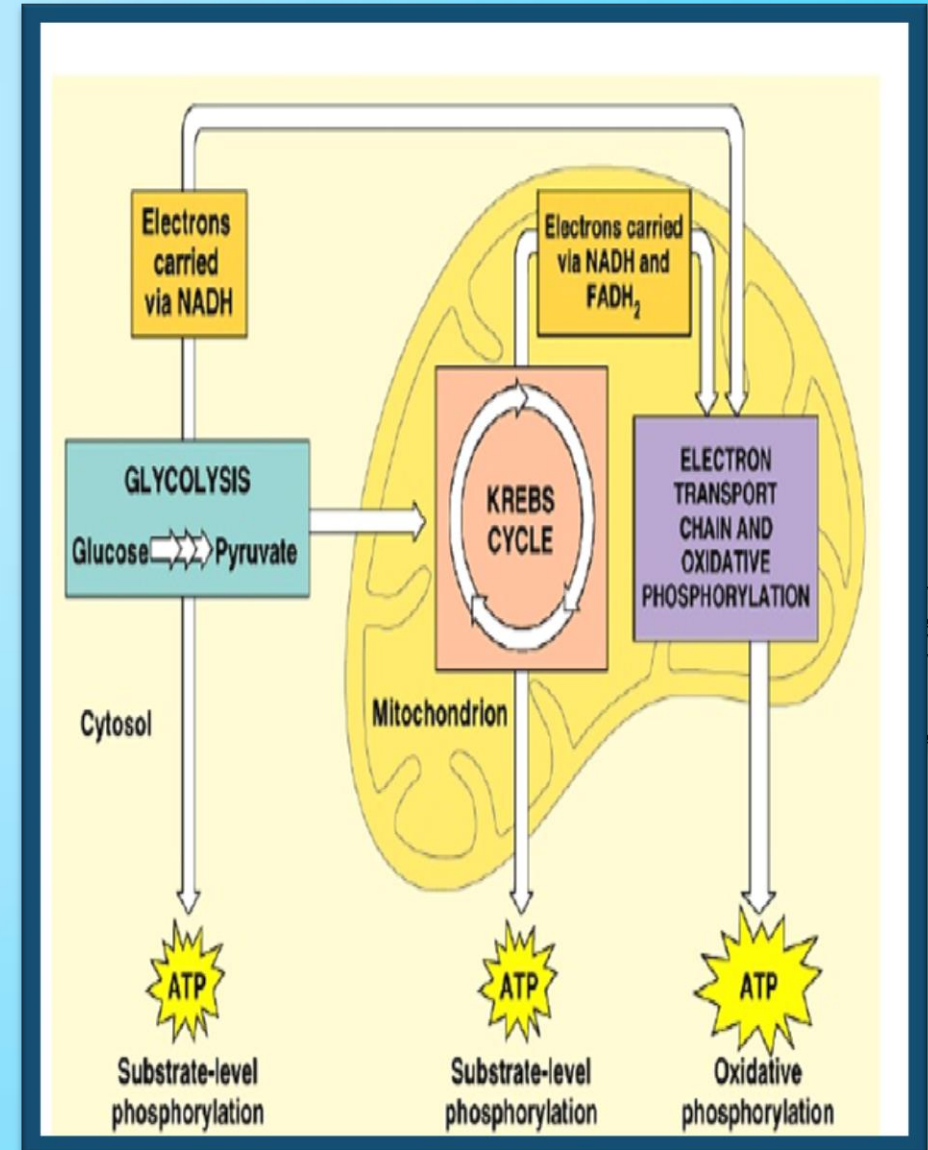 Electrons
carried
via NADH
Electrons carried
via NADH and
FADH₂
GLYCOLYSIS
Glucose Pyruvate
KREBS
CYCLE
ELECTRON
TRANSPORT
CHAIN AND
OXIDATIVE
PHOSPHORYLATION
Cytosol
Mitochondrion
ATP
ATP
ATP
Substrate-level
phosphorylation
Substrate-level
phosphorylation
Oxidative
phosphorylation